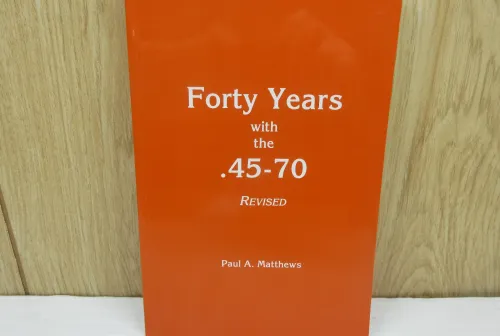 Forty Years
with
the
.45-70
REVISED
Paul A. Matthews